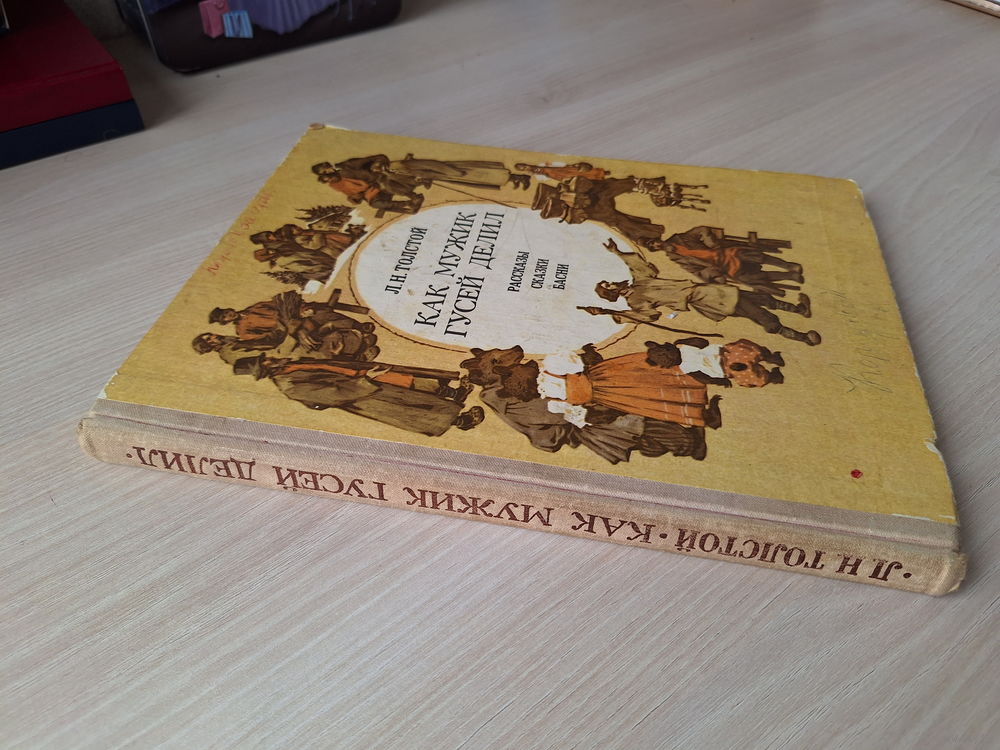 Л.Н.ТОЛСТОЙ
КАК МУЖИК
ГУСЕЙ ДЕЛИЛ
РАССКАЗЫ
СКАЗКИ
БАСНИ
·Л Н ТОЛСТОЙ·КАК МУЖИК ГУСЕЙ ДЕЛИЛ·